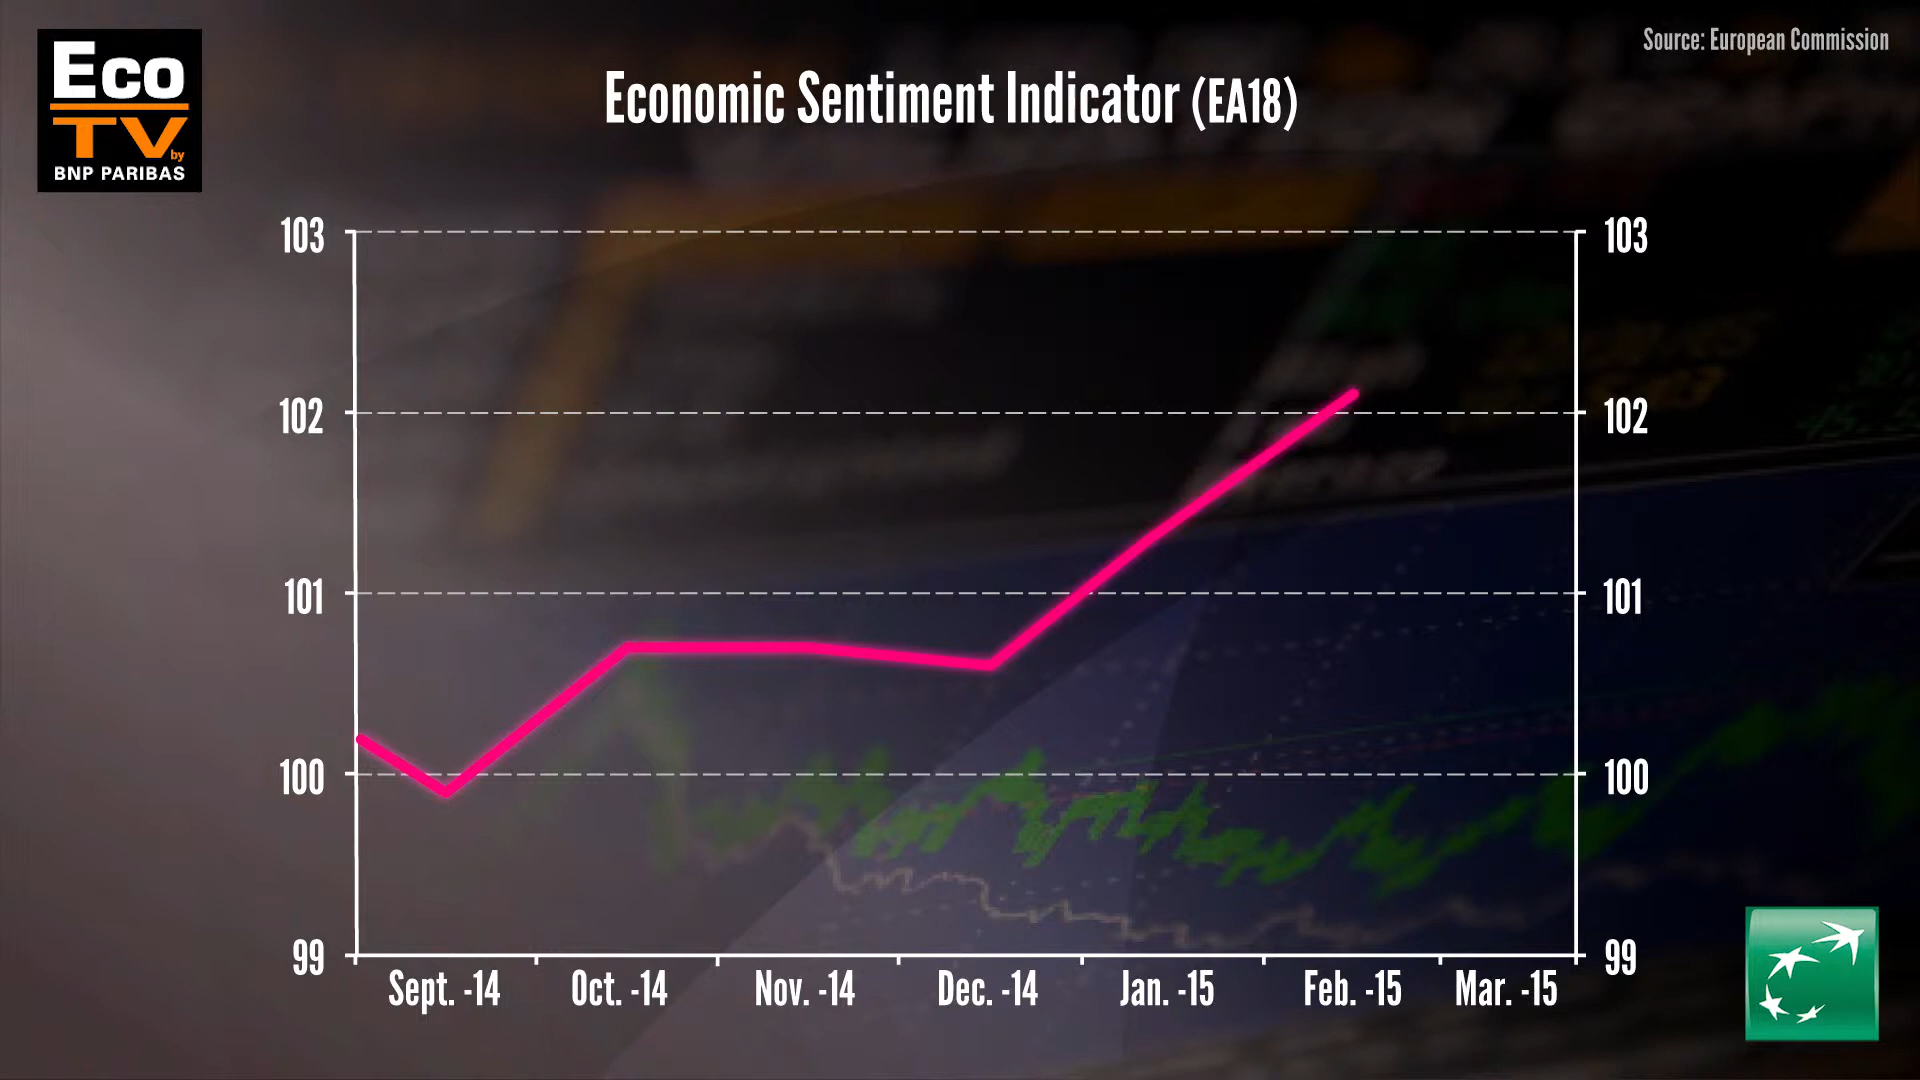 Eco
TV by
BNP PARIBAS
Source: European Commission
Economic Sentiment Indicator (EA18)
103 103
102 102
101 101
100 100
99 99
Sept. -14 Oct. -14 Nov. -14 Dec. -14 Jan. -15 Feb. -15 Mar. -15